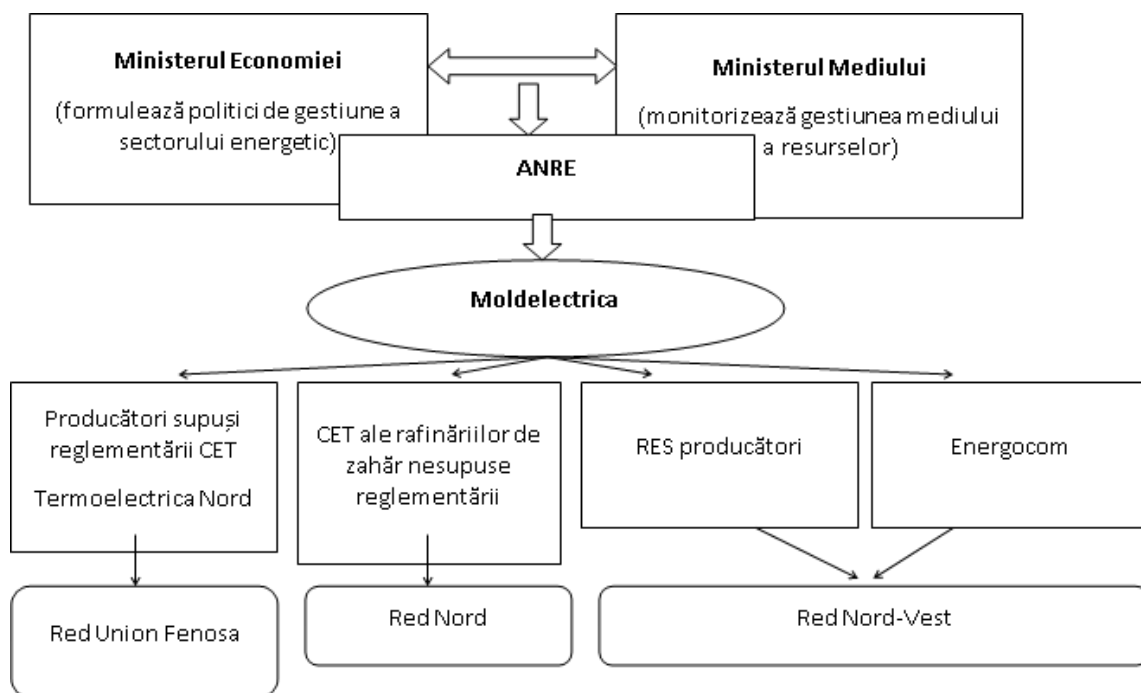 Ministerul Economiei
(formulează politici de gestiune a
sectorului energetic)
Ministerul Mediului
(monitorizează gestiunea mediului
a resurselor)
ANRE
Moldelectrica
Producători supuși
reglementării CET
Termoelectrica Nord
CET ale rafinăriilor de
zahăr nesupuse
reglementării
RES producători
Energocom
Red Union Fenosa
Red Nord
Red Nord-Vest